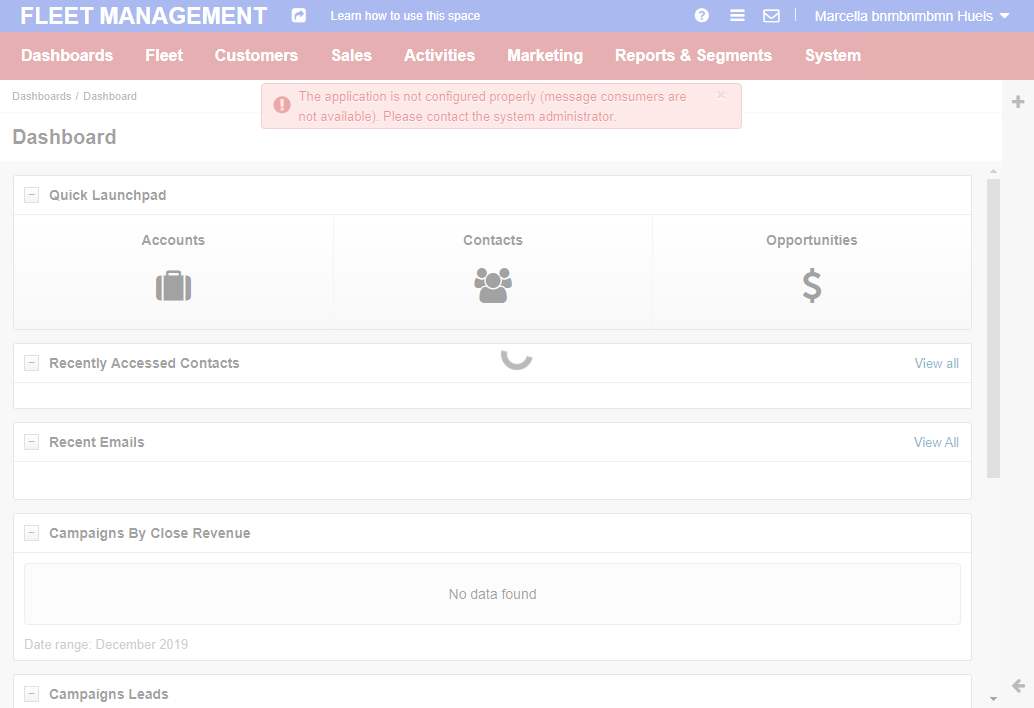 FLEET MANAGEMENT Learn how to use this space Marcella bnmbnmbmn Huels
Dashboards Fleet Customers Sales Activities Marketing Reports & Segments System
Dashboards / Dashboard
The application is not configured properly (message consumers are
not available). Please contact the system administrator.
Dashboard
Quick Launchpad
Accounts Contacts Opportunities
Recently Accessed Contacts View all
Recent Emails View All
Campaigns By Close Revenue
No data found
Date range: December 2019
Campaigns Leads